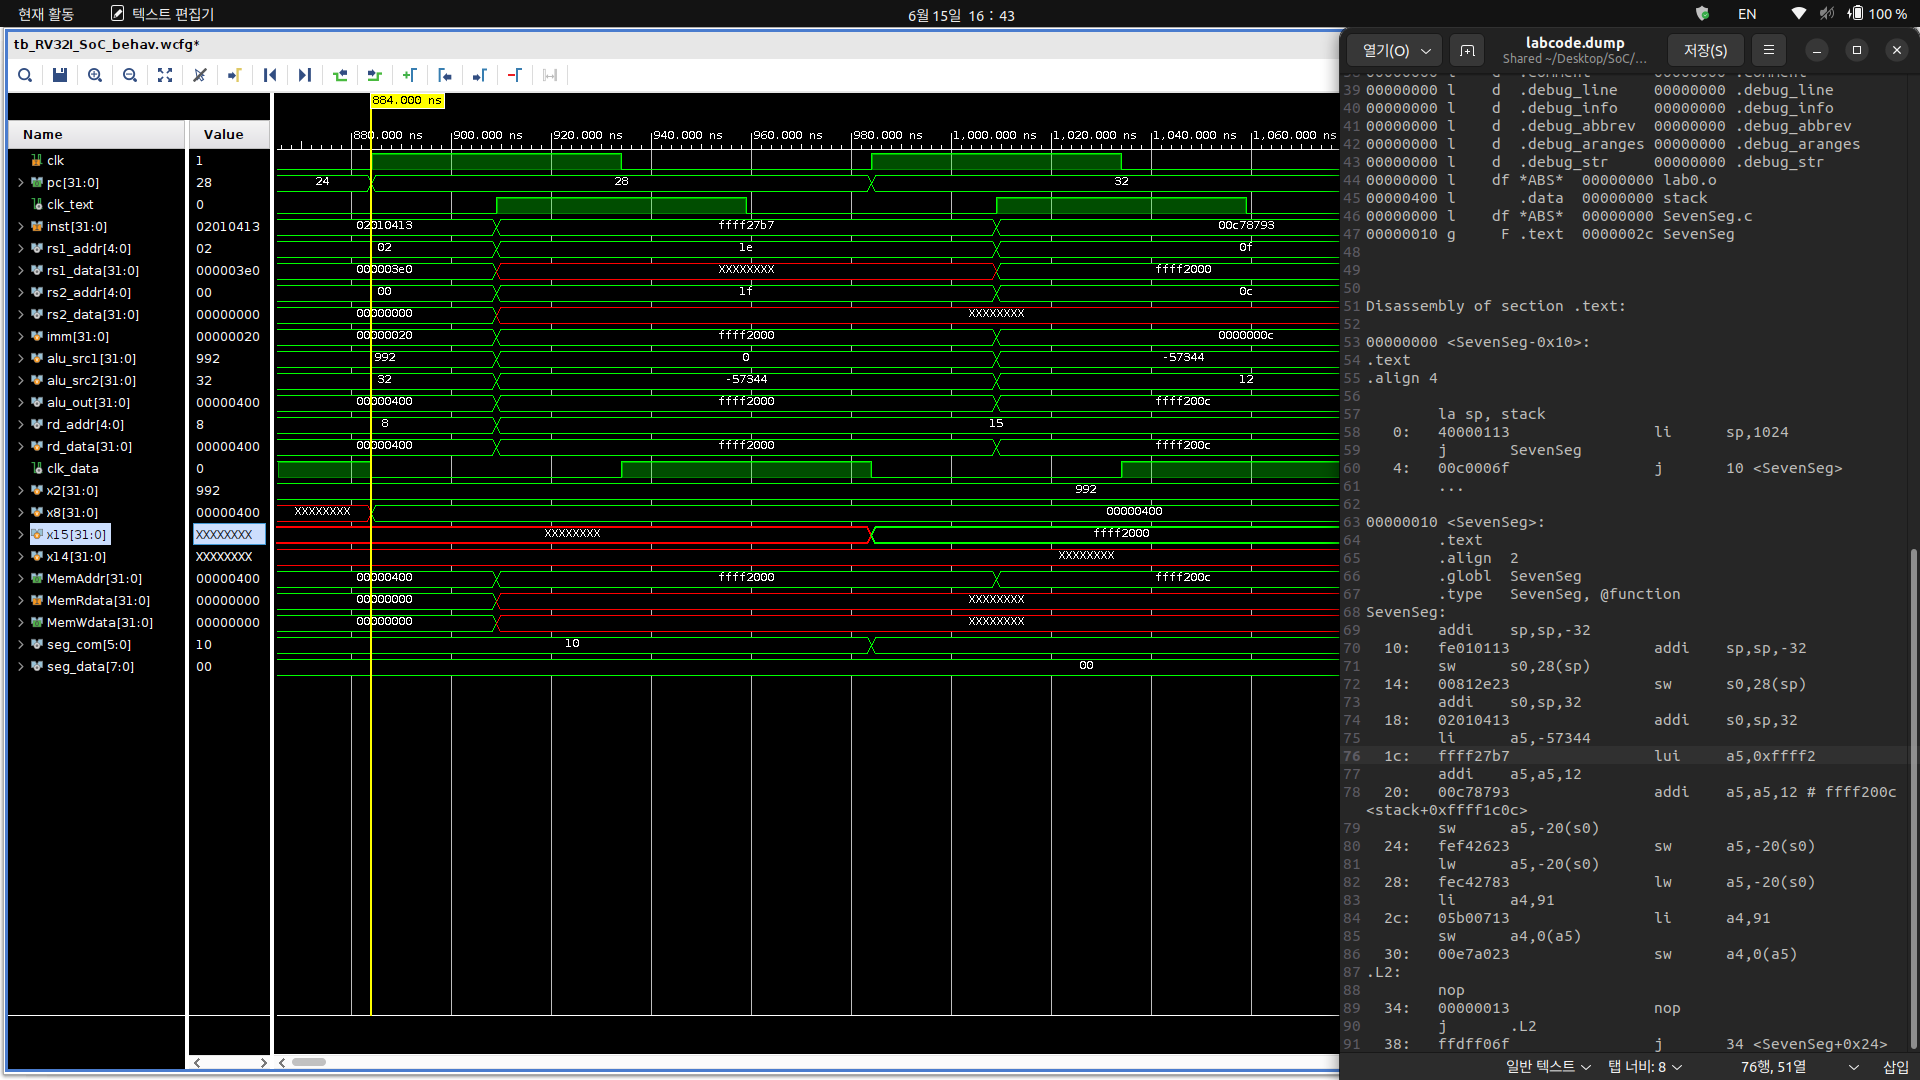 현재 활동 텍스트 편집기 6월 15일 16 : 43 EN 100 %
tb_RV32I_SoC_behav.wcfg*
884.000 ns
Name Value
880.000 ns 900.000 ns 920.000 ns 940.000 ns 960.000 ns 980.000 ns 1,000.000 ns 1,020.000 ns 1,040.000 ns 1,060.000 ns
clk 1
pc[31:0] 28 24 28 32
clk_text 0
inst[31:0] 02010413 02010413 ffff27b7 00c78793
rs1_addr[4:0] 02 02 1e 0f
rs1_data[31:0] 000003e0 000003e0 XXXXXXXX ffff2000
rs2_addr[4:0] 00 00 1f 0c
rs2_data[31:0] 00000000 00000000 XXXXXXXX
imm[31:0] 00000020 00000020 ffff2000 0000000c
alu_src1[31:0] 992 992 0 -57344
alu_src2[31:0] 32 32 -57344 12
alu_out[31:0] 00000400 00000400 ffff2000 ffff200c
rd_addr[4:0] 8 8 15
rd_data[31:0] 00000400 00000400 ffff2000 ffff200c
clk_data 0
x2[31:0] 992 992
x8[31:0] 00000400 XXXXXXXX 00000400
x15[31:0] XXXXXXXX XXXXXXXX ffff2000
x14[31:0] XXXXXXXX XXXXXXXX
MemAddr[31:0] 00000400 00000400 ffff2000 ffff200c
MemRdata[31:0] 00000000 00000000 XXXXXXXX
MemWdata[31:0] 00000000 00000000 XXXXXXXX
seg_com[5:0] 10 10
seg_data[7:0] 00 00
열기(O) labcode.dump 저장(S)
Shared ~/Desktop/SoC/...
39 00000000 l d .debug_line 00000000 .debug_line
40 00000000 l d .debug_info 00000000 .debug_info
41 00000000 l d .debug_abbrev 00000000 .debug_abbrev
42 00000000 l d .debug_aranges 00000000 .debug_aranges
43 00000000 l d .debug_str 00000000 .debug_str
44 00000000 l df *ABS* 00000000 lab0.o
45 00000400 l .data 00000000 stack
46 00000000 l df *ABS* 00000000 SevenSeg.c
47 00000010 g F .text 0000002c SevenSeg
48
49
50
51 Disassembly of section .text:
52
53 00000000 <SevenSeg-0x10>:
54 .text
55 .align 4
56
57 la sp, stack
58 0: 40000113 li sp,1024
59 j SevenSeg
60 4: 00c0006f j 10 <SevenSeg>
61 ...
62
63 00000010 <SevenSeg>:
64 .text
65 .align 2
66 .globl SevenSeg
67 .type SevenSeg, @function
68 SevenSeg:
69 addi sp,sp,-32
70 10: fe010113 addi sp,sp,-32
71 sw s0,28(sp)
72 14: 00812e23 sw s0,28(sp)
73 addi s0,sp,32
74 18: 02010413 addi s0,sp,32
75 li a5,-57344
76 1c: ffff27b7 lui a5,0xffff2
77 addi a5,a5,12
78 20: 00c78793 addi a5,a5,12 # ffff200c
<stack+0xffff1c0c>
79 sw a5,-20(s0)
80 24: fef42623 sw a5,-20(s0)
81 lw a5,-20(s0)
82 28: fec42783 lw a5,-20(s0)
83 li a4,91
84 2c: 05b00713 li a4,91
85 sw a4,0(a5)
86 30: 00e7a023 sw a4,0(a5)
87 .L2:
88 nop
89 34: 00000013 nop
90 j .L2
91 38: ffdff06f j 34 <SevenSeg+0x24>
일반 텍스트 탭 너비: 8 76행, 51열 삽입